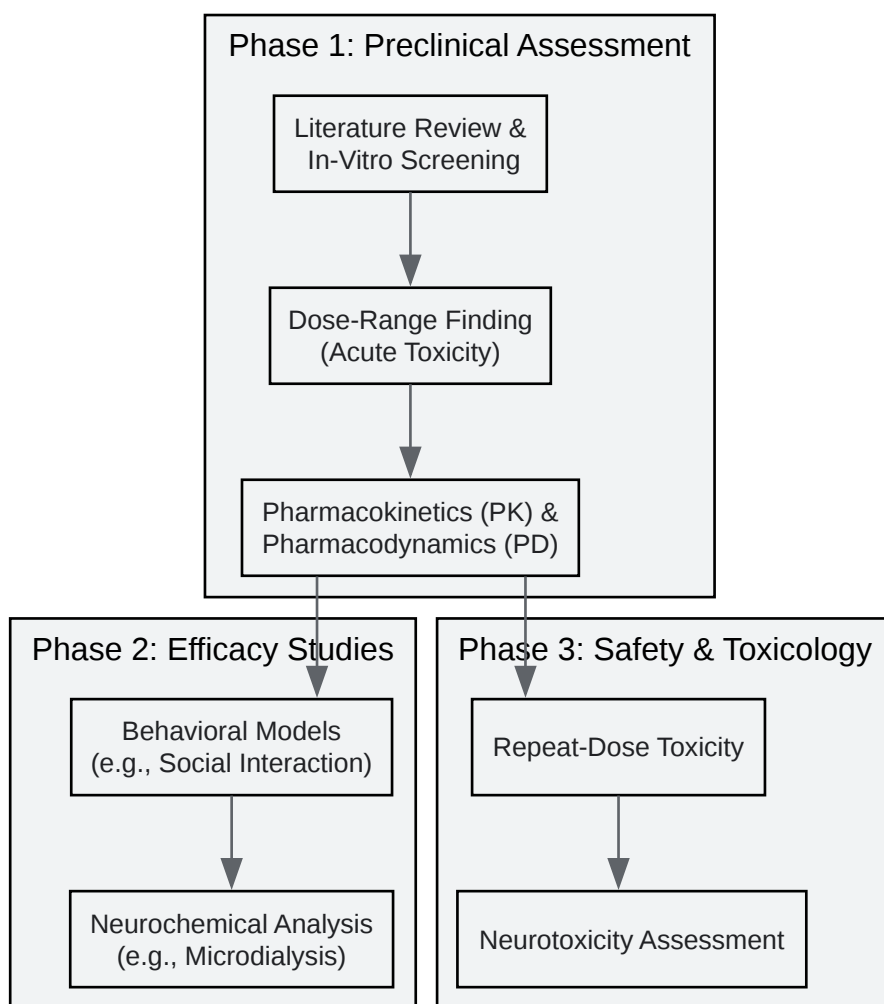 Phase 1: Preclinical Assessment
Literature Review &
In-Vitro Screening
Dose-Range Finding
(Acute Toxicity)
Pharmacokinetics (PK) &
Pharmacodynamics (PD)
Phase 2: Efficacy Studies
Behavioral Models
(e.g., Social Interaction)
Neurochemical Analysis
(e.g., Microdialysis)
Phase 3: Safety & Toxicology
Repeat-Dose Toxicity
Neurotoxicity Assessment